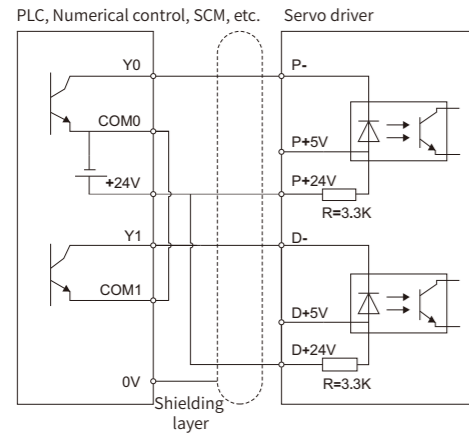 PLC, Numerical control, SCM, etc. Servo driver
Y0 P-
COM0
P+5V
+24V P+24V
R=3.3K
Y1 D-
COM1
D+5V
D+24V
0V R=3.3K
Shielding
layer